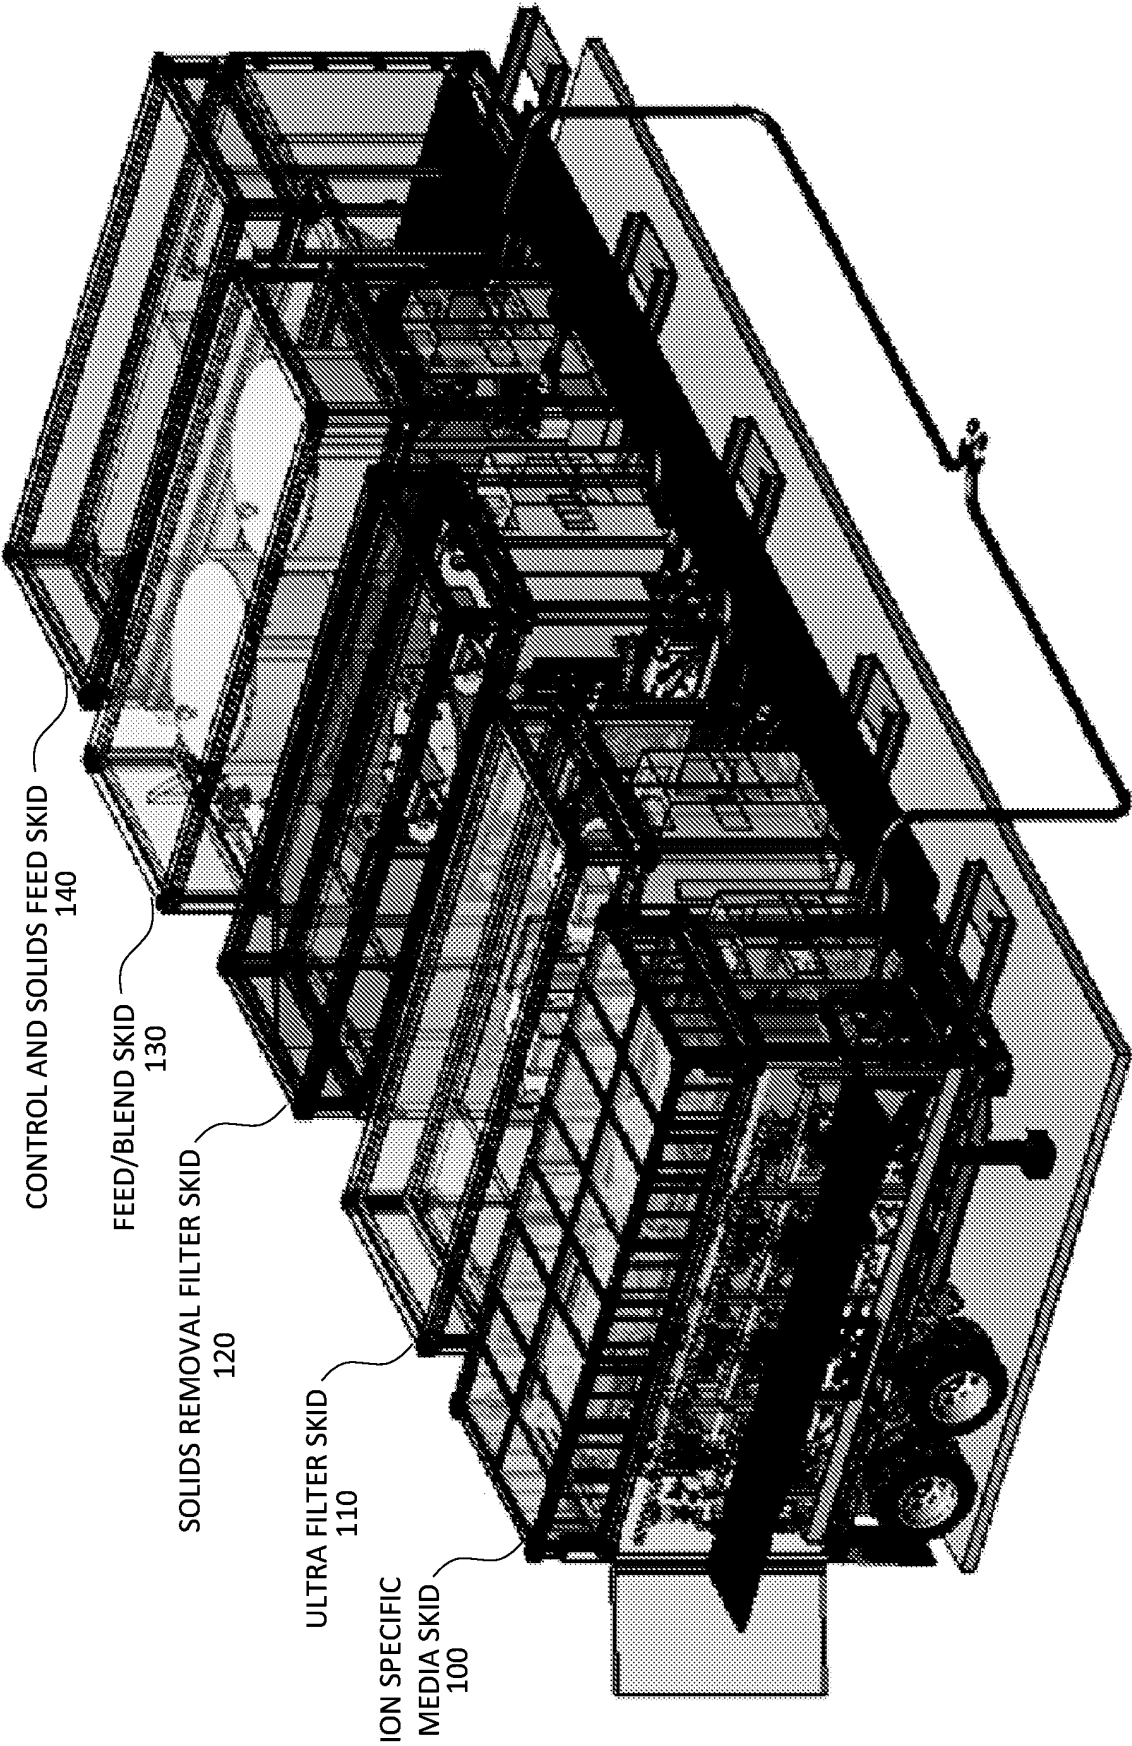 CONTROL AND SOLIDS FEED SKID
140
FEED/BLEND SKID
130
SOLIDS REMOVAL FILTER SKID
120
ULTRA FILTER SKID
110
ION SPECIFIC
MEDIA SKID
100